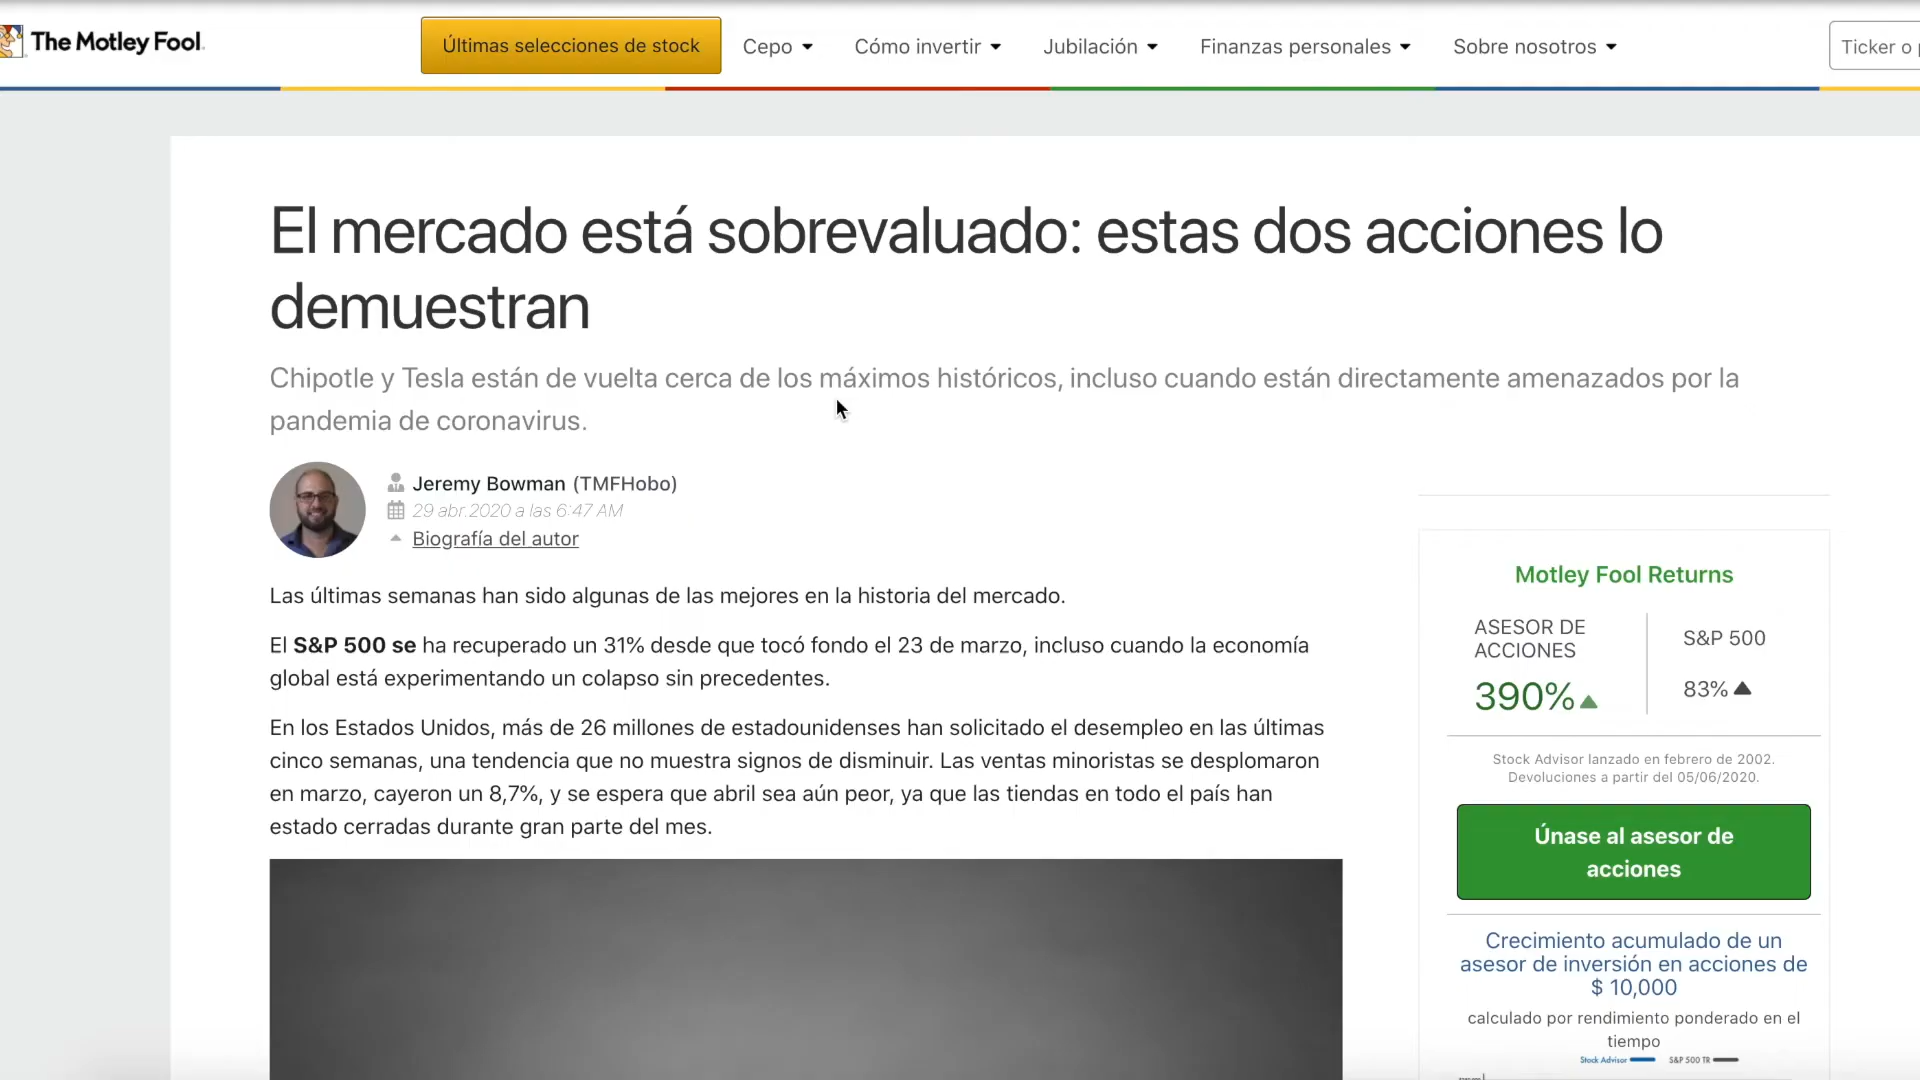 The Motley Fool.
Últimas selecciones de stock
Cepo
Cómo invertir
Jubilación
Finanzas personales
Sobre nosotros
Ticker o
El mercado está sobrevaluado: estas dos acciones lo
demuestran
Chipotle y Tesla están de vuelta cerca de los máximos históricos, incluso cuando están directamente amenazados por la
pandemia de coronavirus.
Jeremy Bowman (TMFHobo)
29 abr.2020 a las 6:47 AM
Biografía del autor
Las últimas semanas han sido algunas de las mejores en la historia del mercado.
El S&P 500 se ha recuperado un 31% desde que tocó fondo el 23 de marzo, incluso cuando la economía
global está experimentando un colapso sin precedentes.
En los Estados Unidos, más de 26 millones de estadounidenses han solicitado el desempleo en las últimas
cinco semanas, una tendencia que no muestra signos de disminuir. Las ventas minoristas se desplomaron
en marzo, cayeron un 8,7%, y se espera que abril sea aún peor, ya que las tiendas en todo el país han
estado cerradas durante gran parte del mes.
Motley Fool Returns
ASESOR DE
ACCIONES
390%
S&P 500
83%
Stock Advisor lanzado en febrero de 2002.
Devoluciones a partir del 05/06/2020.
Únase al asesor de
acciones
Crecimiento acumulado de un
asesor de inversión en acciones de
$ 10,000
calculado por rendimiento ponderado en el
tiempo
Stock Advisor
S&P 500 TR